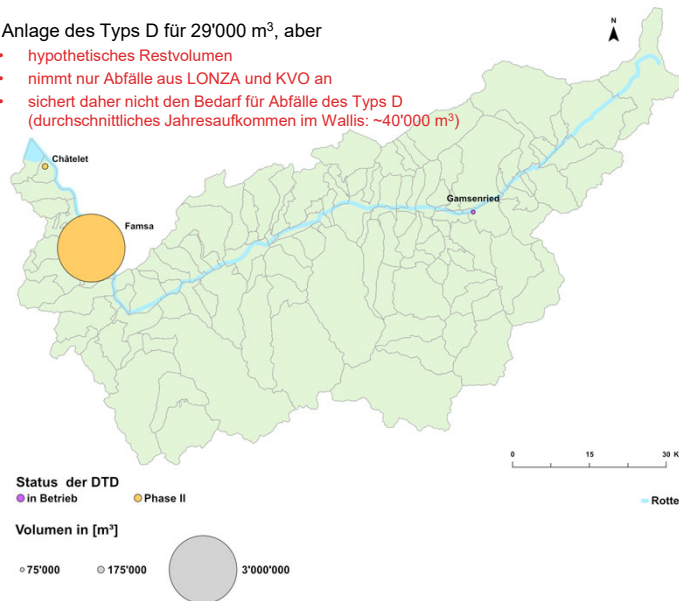 Anlage des Typs D für 29'000 m³, aber
• hypothetisches Restvolumen
• nimmt nur Abfälle aus LONZA und KVO an
• sichert daher nicht den Bedarf für Abfälle des Typs D
(durchschnittliches Jahresaufkommen im Wallis: ~40'000 m³)
N
Châtelet
Famsa
Gamsenried
0 15 30 K
Status der DTD
in Betrieb Phase II
Rotte
Volumen in [m³]
75'000 175'000 3'000'000